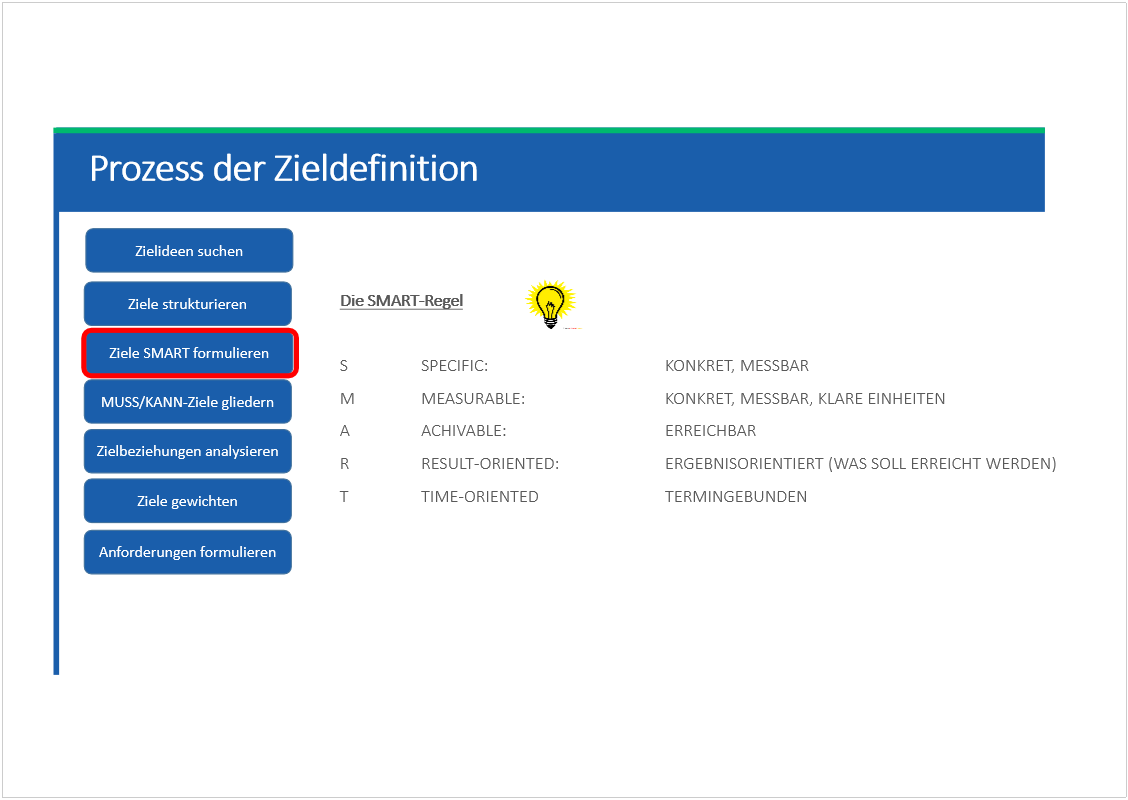 Prozess der Zieldefinition
Zielideen suchen
Ziele strukturieren
Ziele SMART formulieren
MUSS/KANN-Ziele gliedern
Zielbeziehungen analysieren
Ziele gewichten
Anforderungen formulieren
Die SMART-Regel
S SPECIFIC: KONKRET, MESSBAR
M MEASURABLE: KONKRET, MESSBAR, KLARE EINHEITEN
A ACHIVABLE: ERREICHBAR
R RESULT-ORIENTED: ERGEBNISORIENTIERT (WAS SOLL ERREICHT WERDEN)
T TIME-ORIENTED TERMINGEBUNDEN